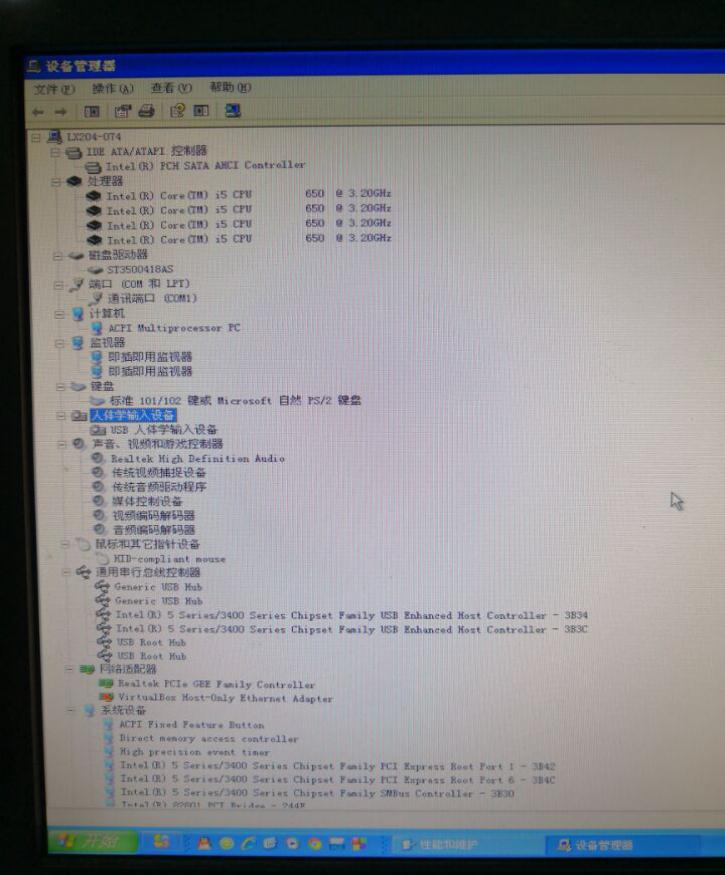 设备管理器
文件(F) 操作(A) 查看(V) 帮助(H)
LX204-074
IDE ATA/ATAPI 控制器
Intel(R) PCH SATA AHCI Controller
处理器
Intel(R) Core(TM) i5 CPU 650 @ 3.20GHz
Intel(R) Core(TM) i5 CPU 650 @ 3.20GHz
Intel(R) Core(TM) i5 CPU 650 @ 3.20GHz
Intel(R) Core(TM) i5 CPU 650 @ 3.20GHz
磁盘驱动器
ST3500418AS
端口 (COM 和 LPT)
通讯端口 (COM1)
计算机
ACPI Multiprocessor PC
监视器
即插即用监视器
即插即用监视器
键盘
标准 101/102 键或 Microsoft 自然 PS/2 键盘
人体学输入设备
USB 人体学输入设备
声音、视频和游戏控制器
Realtek High Definition Audio
传统视频捕捉设备
传统音频驱动程序
媒体控制设备
视频编码解码器
音频编码解码器
鼠标和其它指针设备
HID-compliant mouse
通用串行总线控制器
Generic USB Hub
Generic USB Hub
Intel(R) 5 Series/3400 Series Chipset Family USB Enhanced Host Controller - 3B34
Intel(R) 5 Series/3400 Series Chipset Family USB Enhanced Host Controller - 3B3C
USB Root Hub
USB Root Hub
网络适配器
Realtek PCIe GBE Family Controller
VirtualBox Host-Only Ethernet Adapter
系统设备
ACPI Fixed Feature Button
Direct memory access controller
High precision event timer
Intel(R) 5 Series/3400 Series Chipset Family PCI Express Root Port 1 - 3B42
Intel(R) 5 Series/3400 Series Chipset Family PCI Express Root Port 6 - 3B4C
Intel(R) 5 Series/3400 Series Chipset Family SMBus Controller - 3B30
Intel(R) 82801 PCI Bridge - 244E
开始 性能和维护 设备管理器